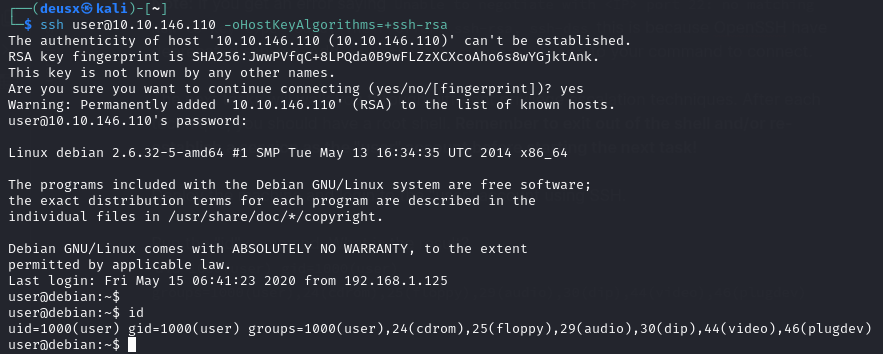 ┌──(deusx㉿kali)-[~]
└─$ ssh user@10.10.146.110 -oHostKeyAlgorithms=+ssh-rsa
The authenticity of host '10.10.146.110 (10.10.146.110)' can't be established.
RSA key fingerprint is SHA256:JwwPVfqC+8LPQda0B9wFLZzXCXcoAho6s8wYGjktAnk.
This key is not known by any other names.
Are you sure you want to continue connecting (yes/no/[fingerprint])? yes
Warning: Permanently added '10.10.146.110' (RSA) to the list of known hosts.
user@10.10.146.110's password:
Linux debian 2.6.32-5-amd64 #1 SMP Tue May 13 16:34:35 UTC 2014 x86_64
The programs included with the Debian GNU/Linux system are free software;
the exact distribution terms for each program are described in the
individual files in /usr/share/doc/*/copyright.
Debian GNU/Linux comes with ABSOLUTELY NO WARRANTY, to the extent
permitted by applicable law.
Last login: Fri May 15 06:41:23 2020 from 192.168.1.125
user@debian:~$
user@debian:~$ id
uid=1000(user) gid=1000(user) groups=1000(user),24(cdrom),25(floppy),29(audio),30(dip),44(video),46(plugdev)
user@debian:~$